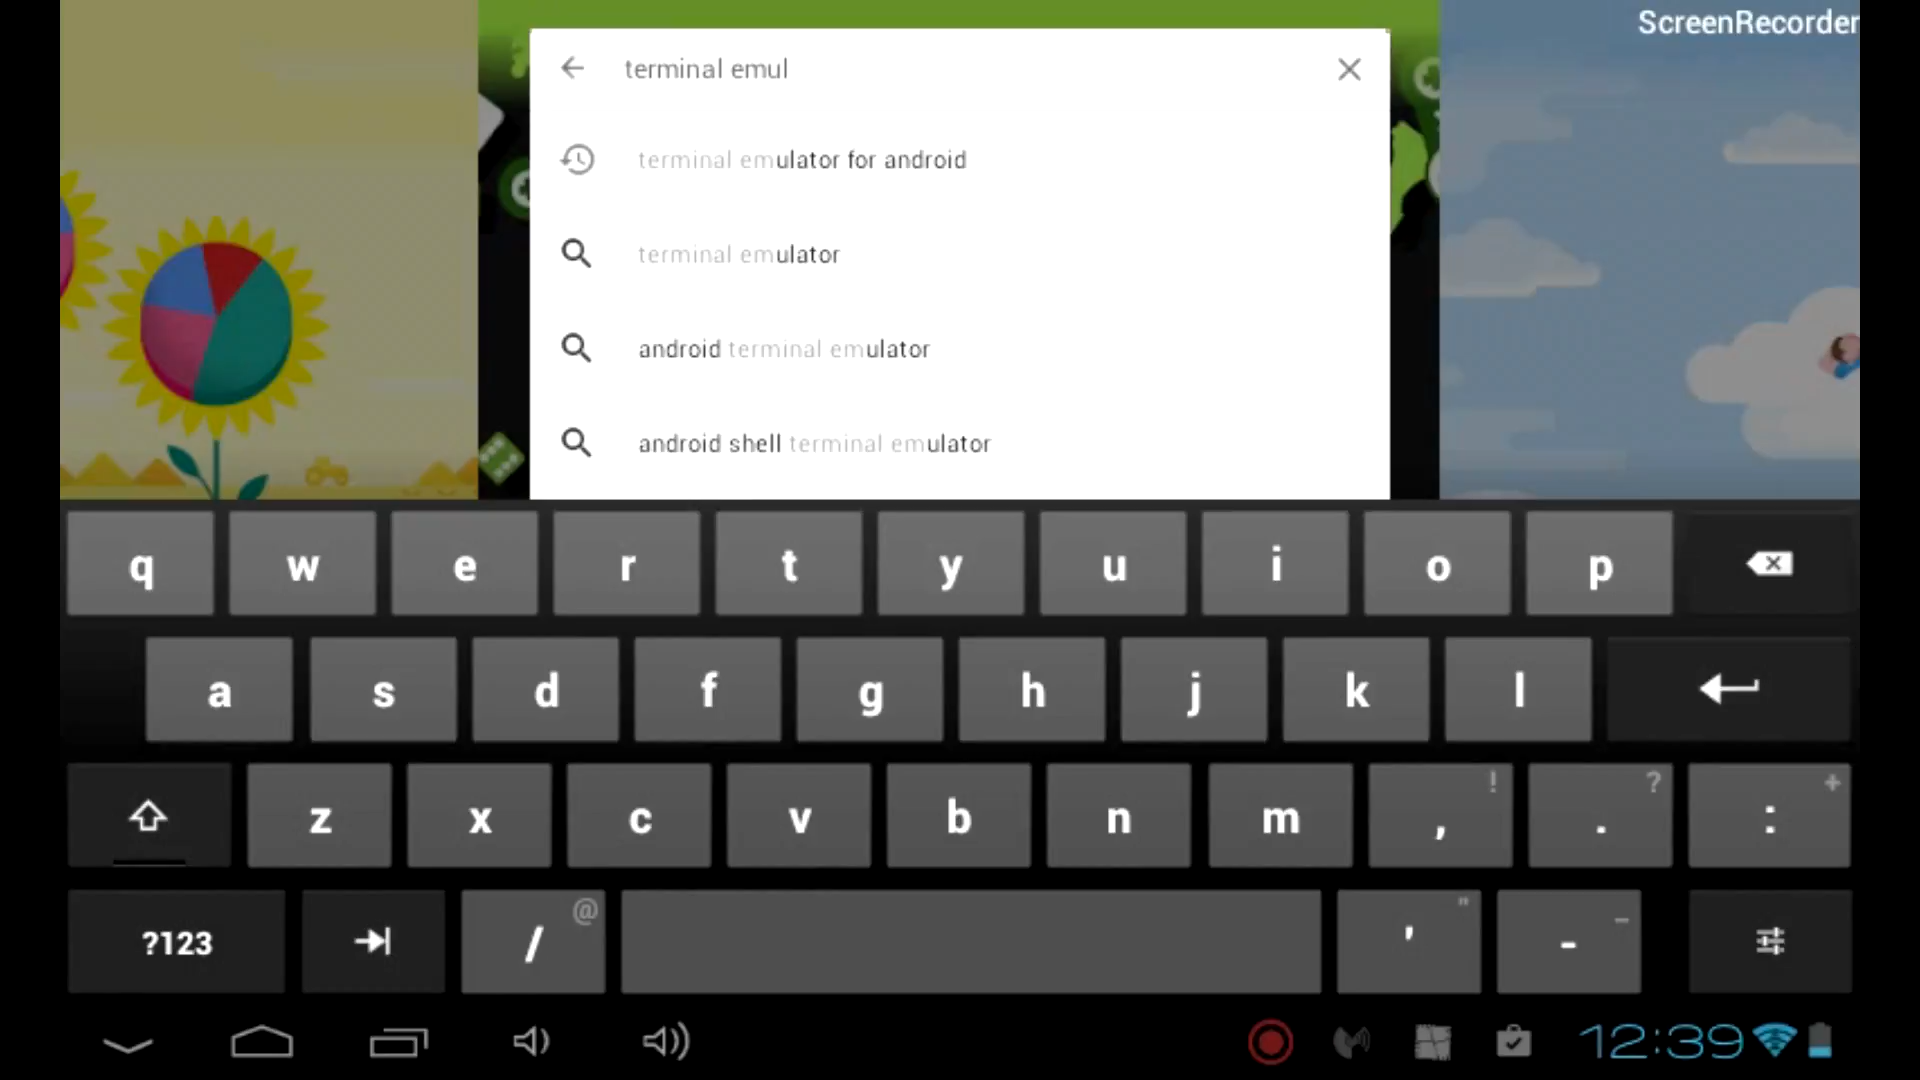 ScreenRecorder
terminal emul
terminal emulator for android
terminal emulator
android terminal emulator
android shell terminal emulator
q w e r t y u i o p
a s d f g h j k l
z x c v b n m , ! . ? : +
?123 / @ ' " - _
12:39